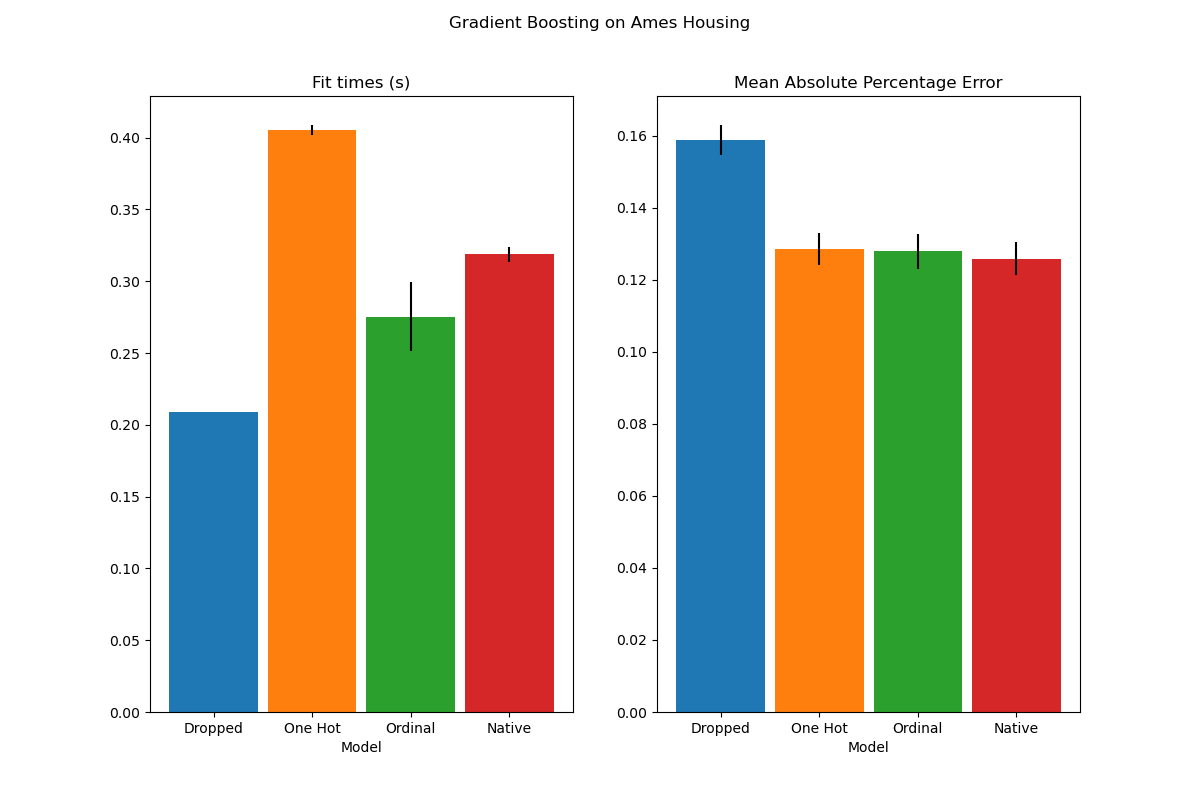 Gradient Boosting on Ames Housing
Fit times (s)
0.40
0.35
0.30
0.25
0.20
0.15
0.10
0.05
0.00
Dropped One Hot Ordinal Native
Model
Mean Absolute Percentage Error
0.16
0.14
0.12
0.10
0.08
0.06
0.04
0.02
0.00
Dropped One Hot Ordinal Native
Model